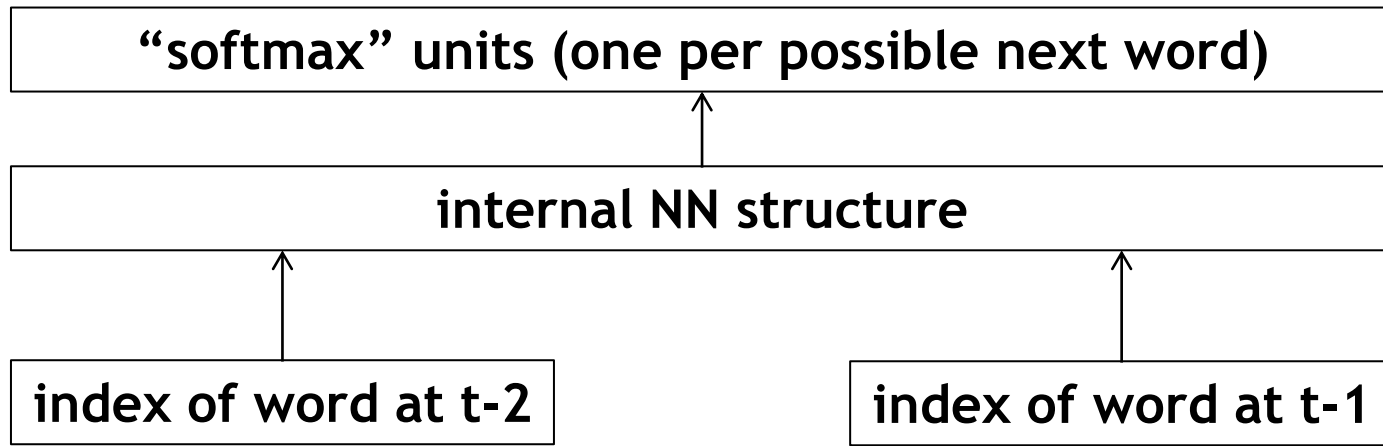 “softmax” units (one per possible next word)
internal NN structure
index of word at t-2
index of word at t-1